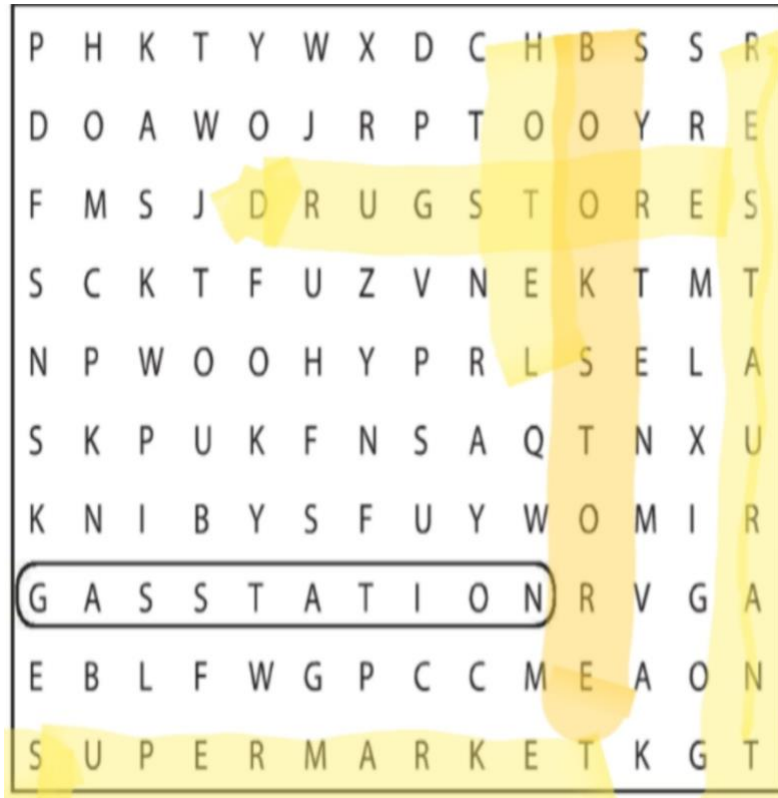 P H K T Y W X D C H B S S R
D O A W O J R P T O O Y R E
F M S J D R U G S T O R E S
S C K T F U Z V N E K T M T
N P W O O H Y P R L S E L A
S K P U K F N S A Q T N X U
K N I B Y S F U Y W O M I R
G A S S T A T I O N R V G A
E B L F W G P C C M E A O N
S U P E R M A R K E T K G T